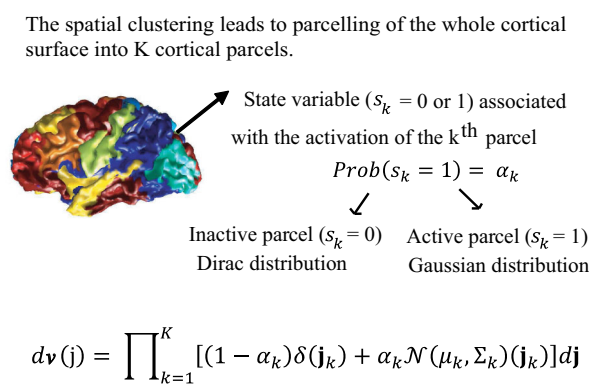 The spatial clustering leads to parcelling of the whole cortical
surface into K cortical parcels.
State variable (s_k = 0 or 1) associated
with the activation of the k^th parcel
Prob(s_k = 1) = α_k
Inactive parcel (s_k = 0) Active parcel (s_k = 1)
Dirac distribution Gaussian distribution
dν(j) = ∏_{k=1}^{K} [(1 − α_k)δ(j_k) + α_k𝒩(μ_k, Σ_k)(j_k)]dj